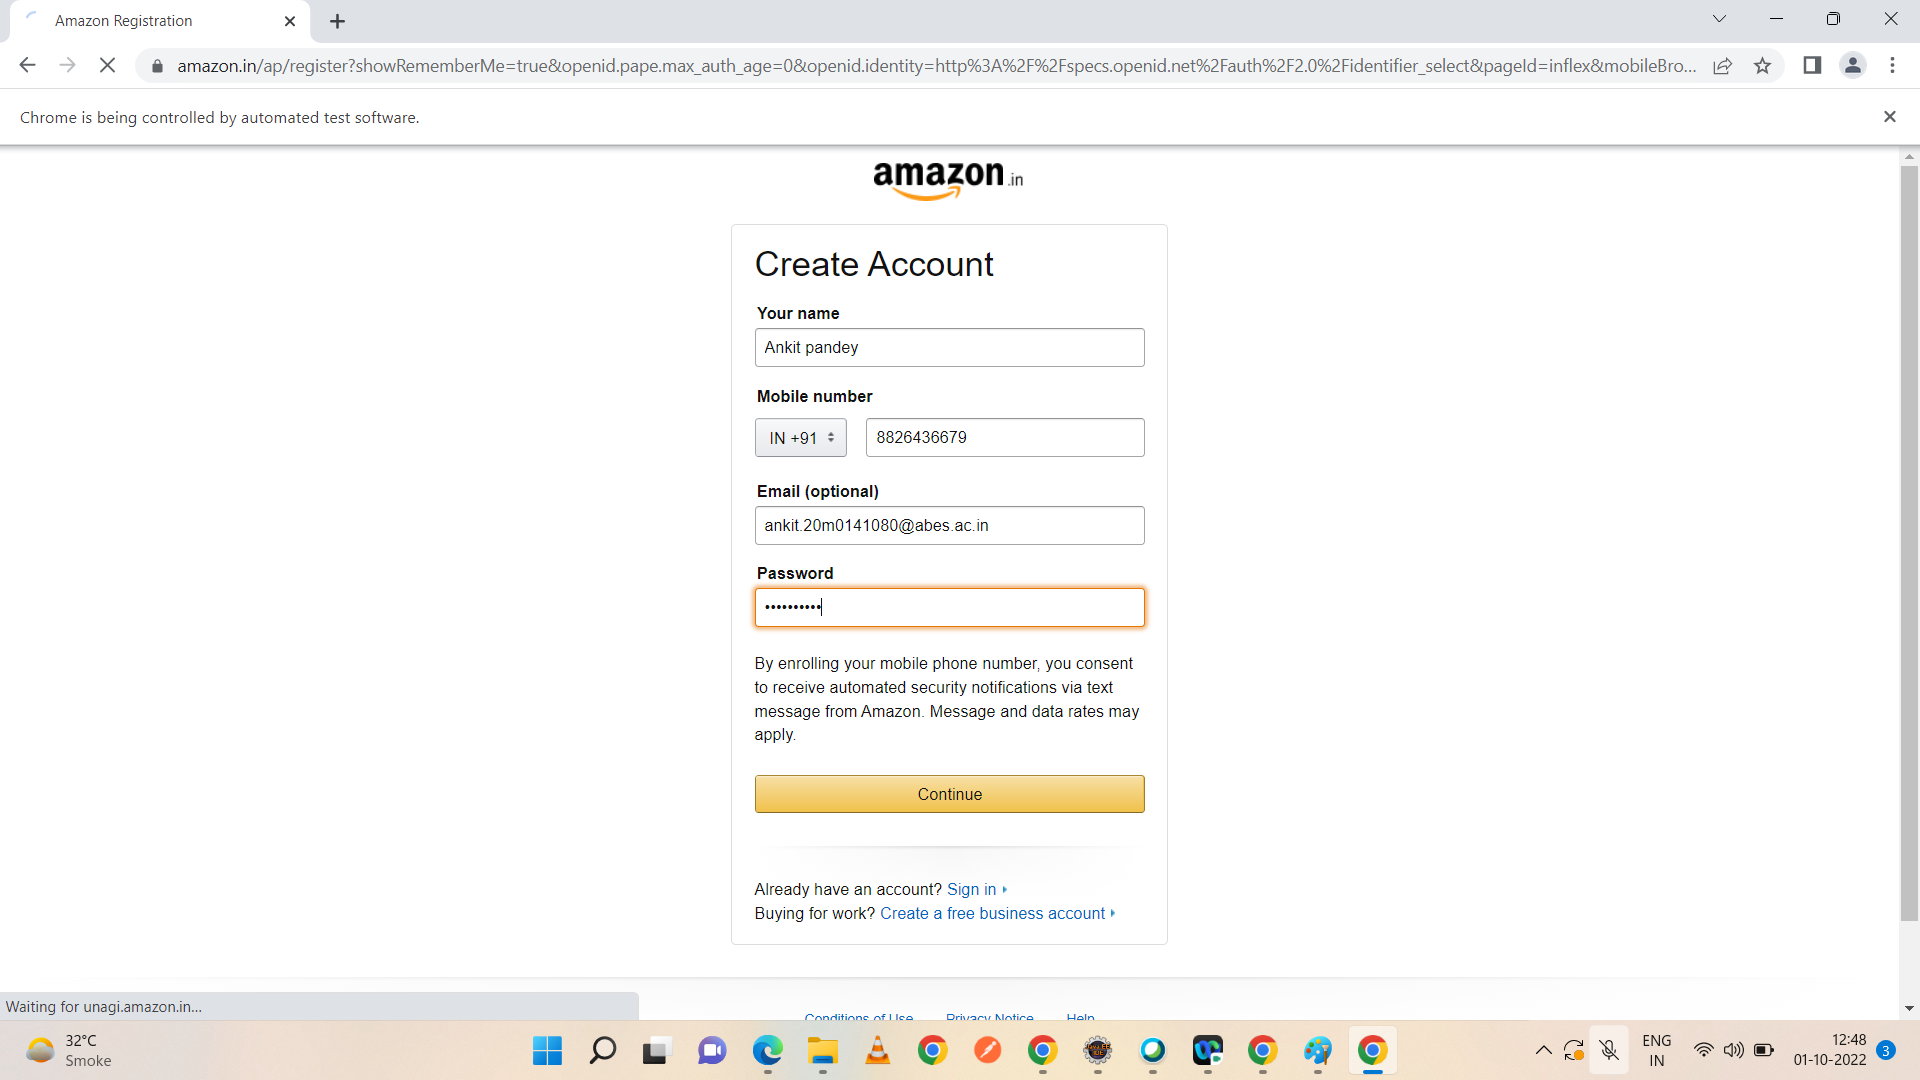 Amazon Registration
amazon.in/ap/register?showRememberMe=true&openid.pape.max_auth_age=0&openid.identity=http%3A%2F%2Fspecs.openid.net%2Fauth%2F2.0%2Fidentifier_select&pageId=inflex&mobileBro...
Chrome is being controlled by automated test software.
amazon.in
Create Account
Your name
Ankit pandey
Mobile number
IN +91 8826436679
Email (optional)
ankit.20m0141080@abes.ac.in
Password
••••••••••
By enrolling your mobile phone number, you consent
to receive automated security notifications via text
message from Amazon. Message and data rates may
apply.
Continue
Already have an account? Sign in
Buying for work? Create a free business account
Waiting for unagi.amazon.in...
Conditions of Use Privacy Notice Help
32°C
Smoke
ENG
IN
12:48
01-10-2022
3